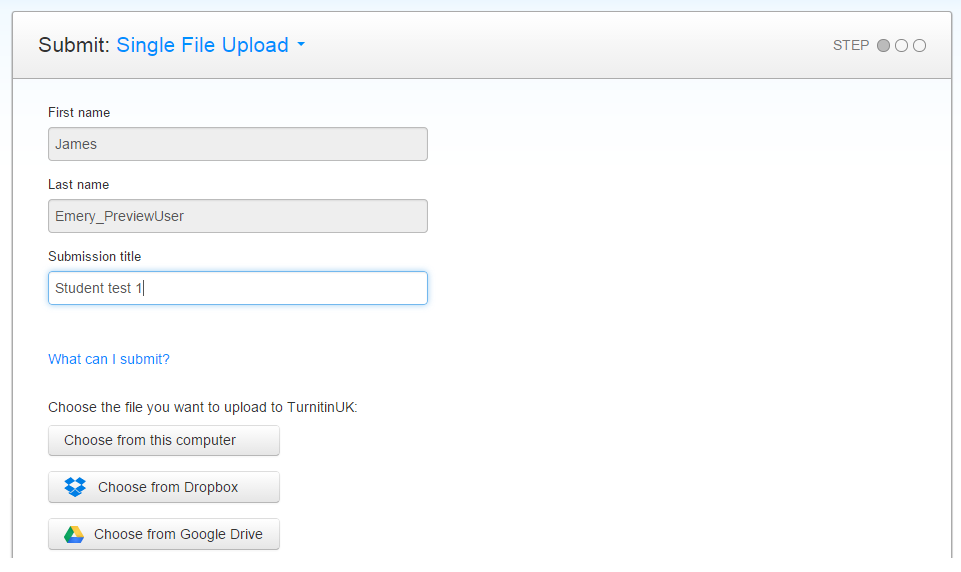 Submit: Single File Upload
STEP
First name
James
Last name
Emery_PreviewUser
Submission title
Student test 1
What can I submit?
Choose the file you want to upload to TurnitinUK:
Choose from this computer
Choose from Dropbox
Choose from Google Drive